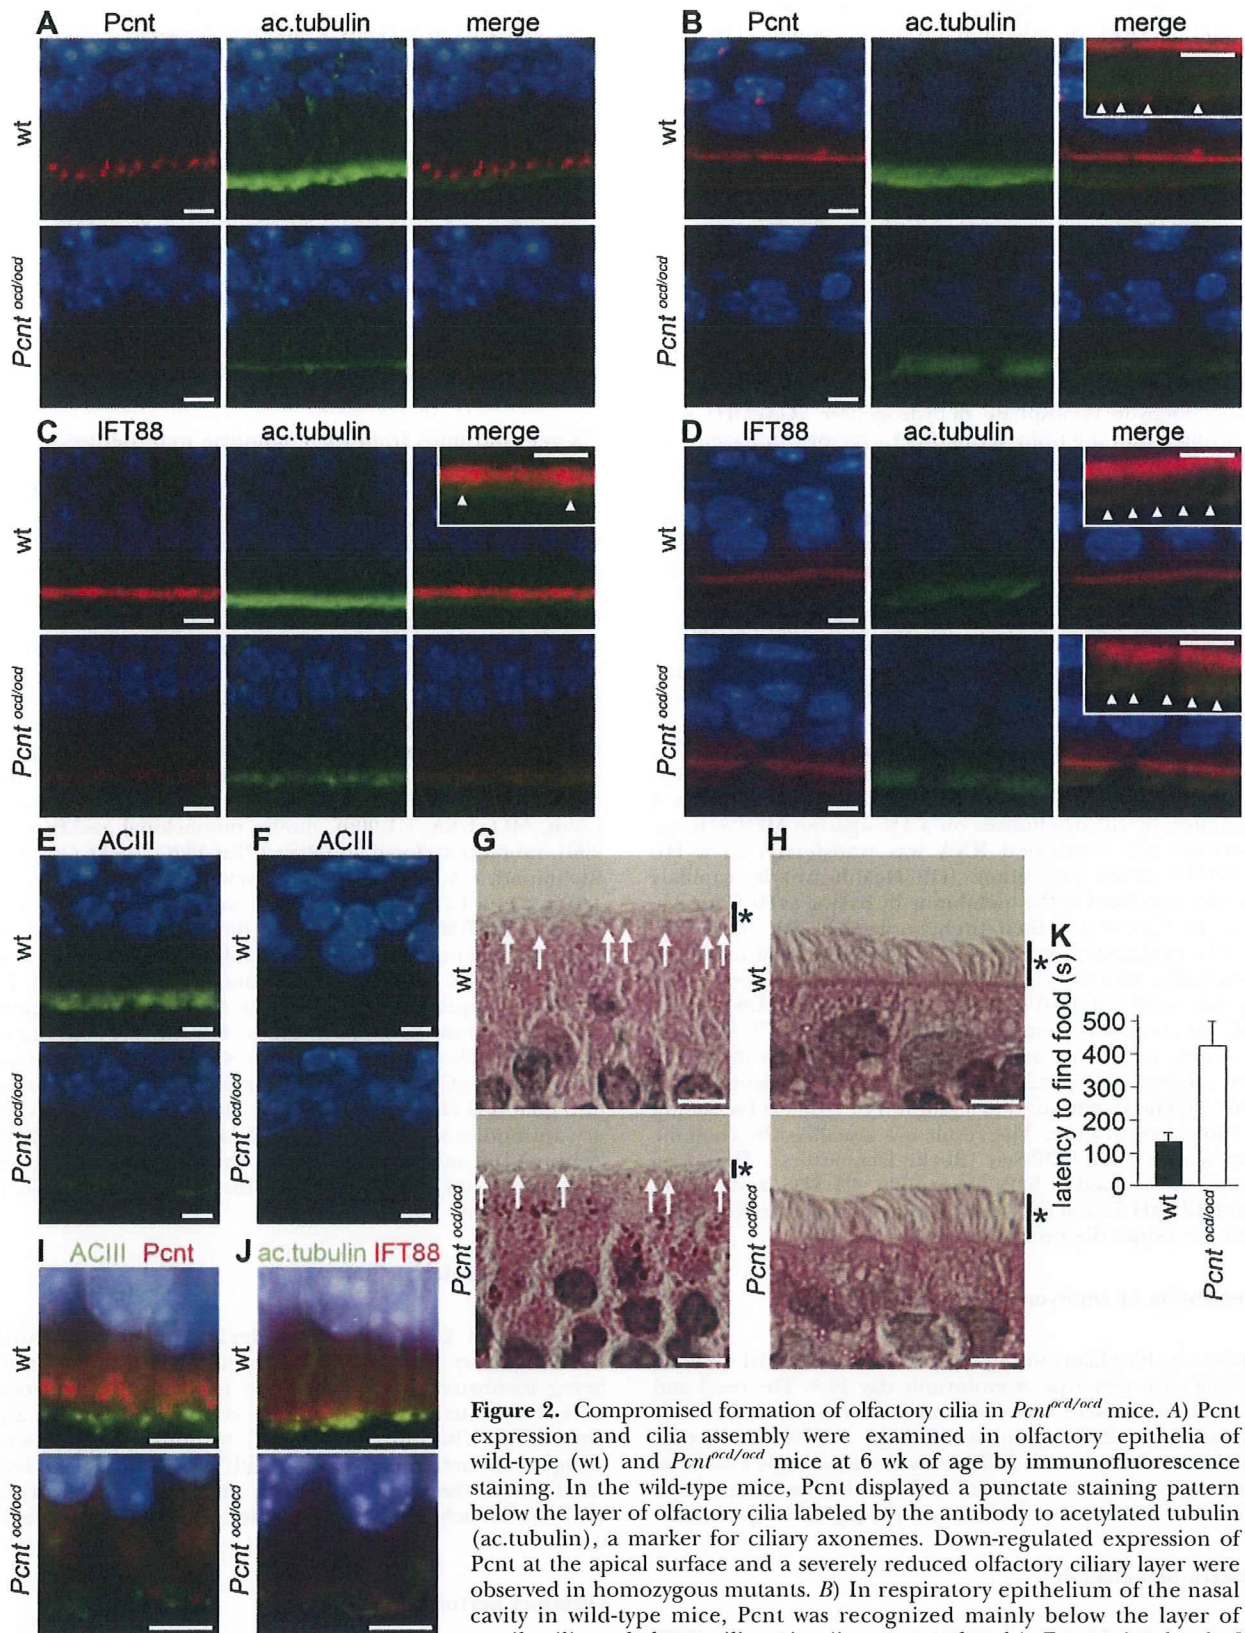 A Pcnt ac.tubulin merge
wt
Pcnt ocd/ocd
B Pcnt ac.tubulin merge
wt
Pcnt ocd/ocd
C IFT88 ac.tubulin merge
wt
Pcnt ocd/ocd
D IFT88 ac.tubulin merge
wt
Pcnt ocd/ocd
E ACIII
wt
Pcnt ocd/ocd
F ACIII
wt
Pcnt ocd/ocd
G
wt
*
Pcnt ocd/ocd
*
H
wt
*
Pcnt ocd/ocd
*
I ACIII Pcnt
wt
Pcnt ocd/ocd
J ac.tubulin IFT88
wt
Pcnt ocd/ocd
K
latency to find food (s)
500
400
300
200
100
0
wt
Pcnt ocd/ocd
Figure 2. Compromised formation of olfactory cilia in Pcnt^ocd/ocd mice. A) Pcnt
expression and cilia assembly were examined in olfactory epithelia of
wild-type (wt) and Pcnt^ocd/ocd mice at 6 wk of age by immunofluorescence
staining. In the wild-type mice, Pcnt displayed a punctate staining pattern
below the layer of olfactory cilia labeled by the antibody to acetylated tubulin
(ac.tubulin), a marker for ciliary axonemes. Down-regulated expression of
Pcnt at the apical surface and a severely reduced olfactory ciliary layer were
observed in homozygous mutants. B) In respiratory epithelium of the nasal
cavity in wild-type mice, Pcnt was recognized mainly below the layer of